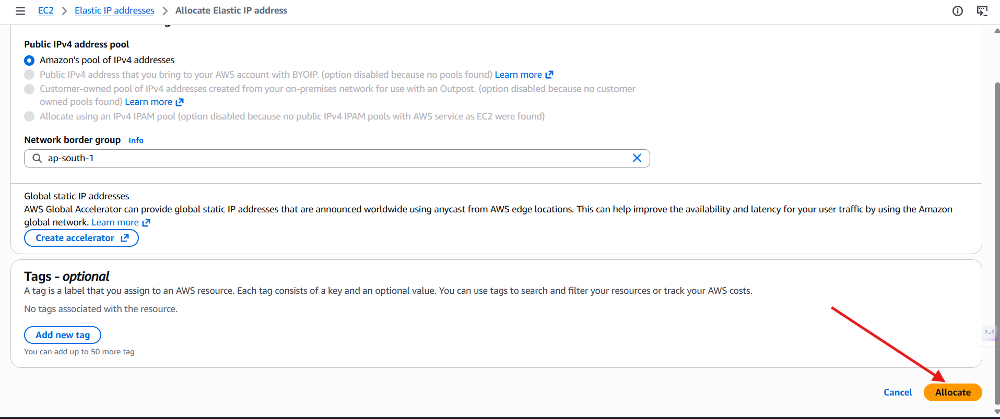 EC2 > Elastic IP addresses > Allocate Elastic IP address
Public IPv4 address pool
Amazon's pool of IPv4 addresses
Public IPv4 address that you bring to your AWS account with BYOIP. (option disabled because no pools found) Learn more
Customer-owned pool of IPv4 addresses created from your on-premises network for use with an Outpost. (option disabled because no customer
owned pools found) Learn more
Allocate using an IPv4 IPAM pool (option disabled because no public IPv4 IPAM pools with AWS service as EC2 were found)
Network border group Info
ap-south-1
Global static IP addresses
AWS Global Accelerator can provide global static IP addresses that are announced worldwide using anycast from AWS edge locations. This can help improve the availability and latency for your user traffic by using the Amazon
global network. Learn more
Create accelerator
Tags - optional
A tag is a label that you assign to an AWS resource. Each tag consists of a key and an optional value. You can use tags to search and filter your resources or track your AWS costs.
No tags associated with the resource.
Add new tag
You can add up to 50 more tag
Cancel Allocate